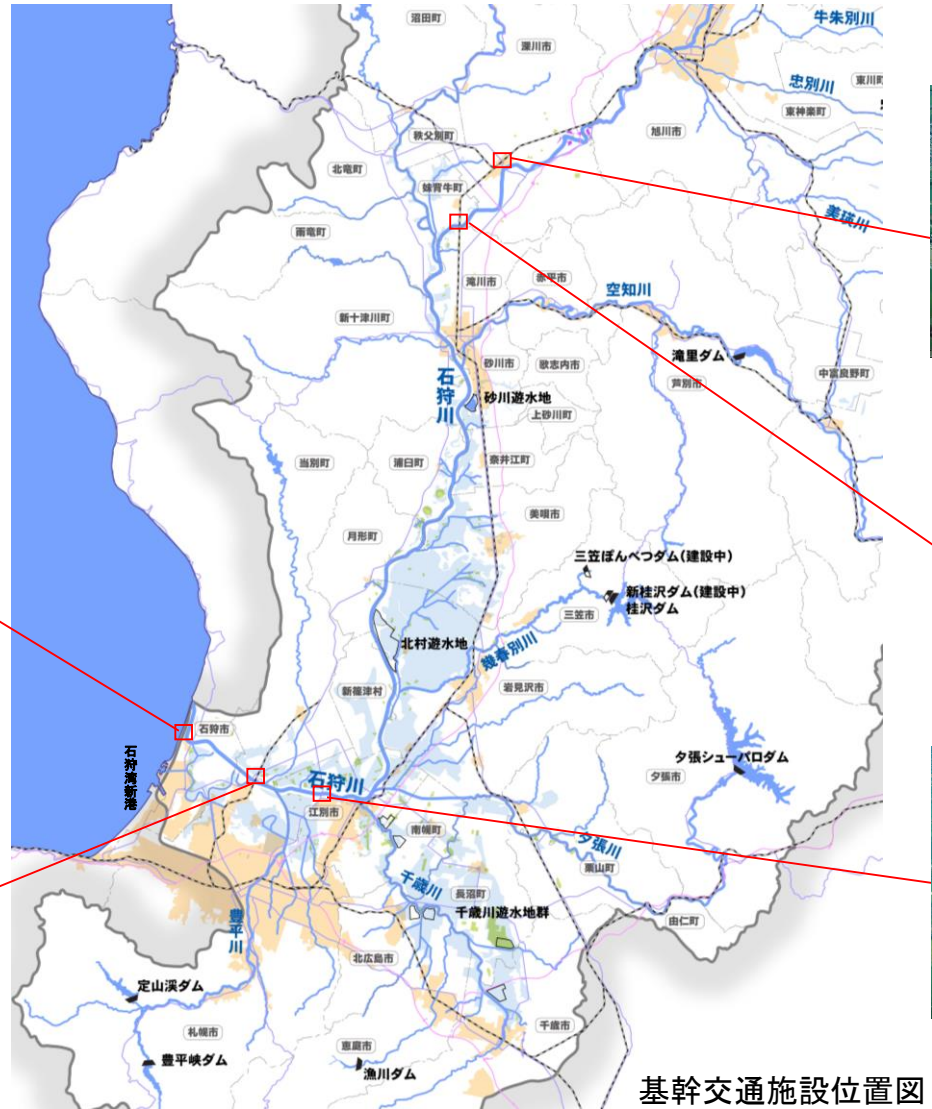 沼田町
牛朱別川
深川市
忠別川
東川町
東神楽町
秩父別町
旭川市
北竜町
妹背牛町
美瑛川
雨竜町
滝川市
赤平市
空知川
新十津川町
滝里ダム
砂川市
歌志内市
中富良野町
芦別市
石狩川
砂川遊水地
上砂川町
当別町
浦臼町
奈井江町
美唄市
月形町
三笠ぽんべつダム(建設中)
新桂沢ダム(建設中)
桂沢ダム
三笠市
北村遊水地
幾春別川
新篠津村
岩見沢市
石狩市
石狩湾新港
夕張シューパロダム
石狩川
夕張市
江別市
南幌町
夕張川
栗山町
千歳川
長沼町
由仁町
千歳川遊水地群
豊平川
北広島市
定山渓ダム
札幌市
千歳市
恵庭市
豊平峡ダム
漁川ダム
基幹交通施設位置図